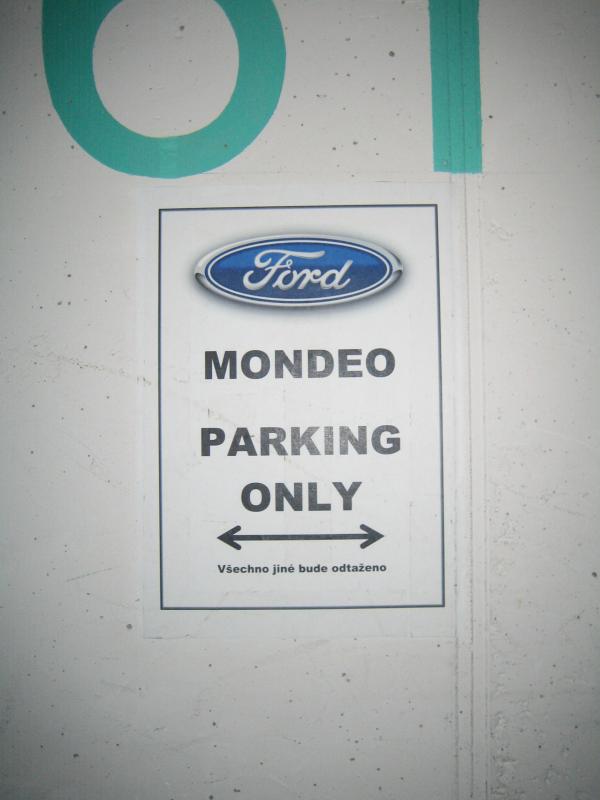 Ford
MONDEO
PARKING
ONLY
Všechno jiné bude odtaženo